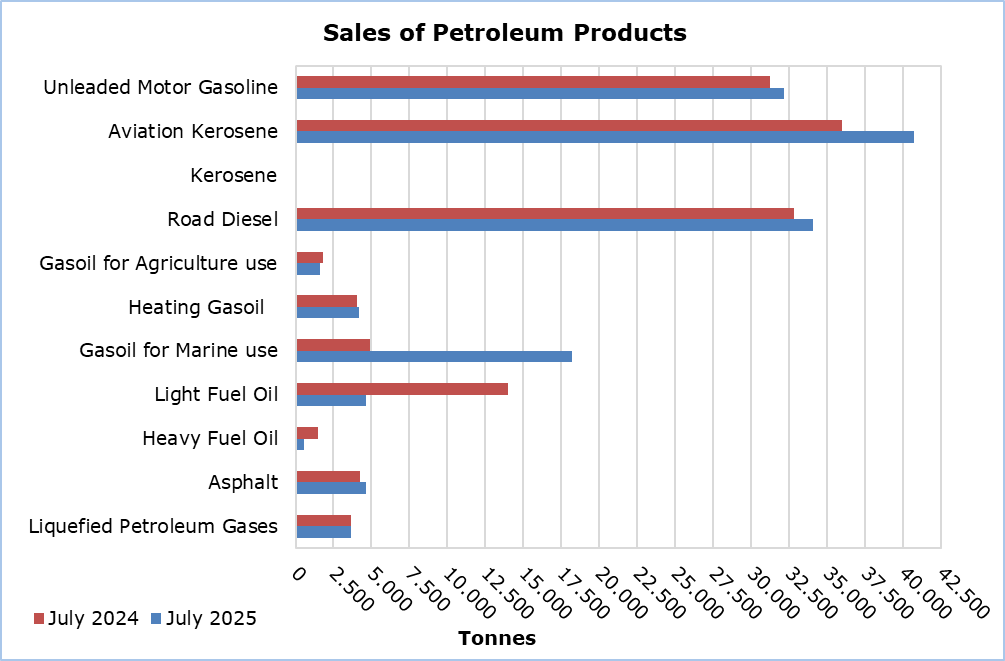 Sales of Petroleum Products
Unleaded Motor Gasoline
Aviation Kerosene
Kerosene
Road Diesel
Gasoil for Agriculture use
Heating Gasoil
Gasoil for Marine use
Light Fuel Oil
Heavy Fuel Oil
Asphalt
Liquefied Petroleum Gases
0
2.500
5.000
7.500
10.000
12.500
15.000
17.500
20.000
22.500
25.000
27.500
30.000
32.500
35.000
37.500
40.000
42.500
July 2024 July 2025
Tonnes